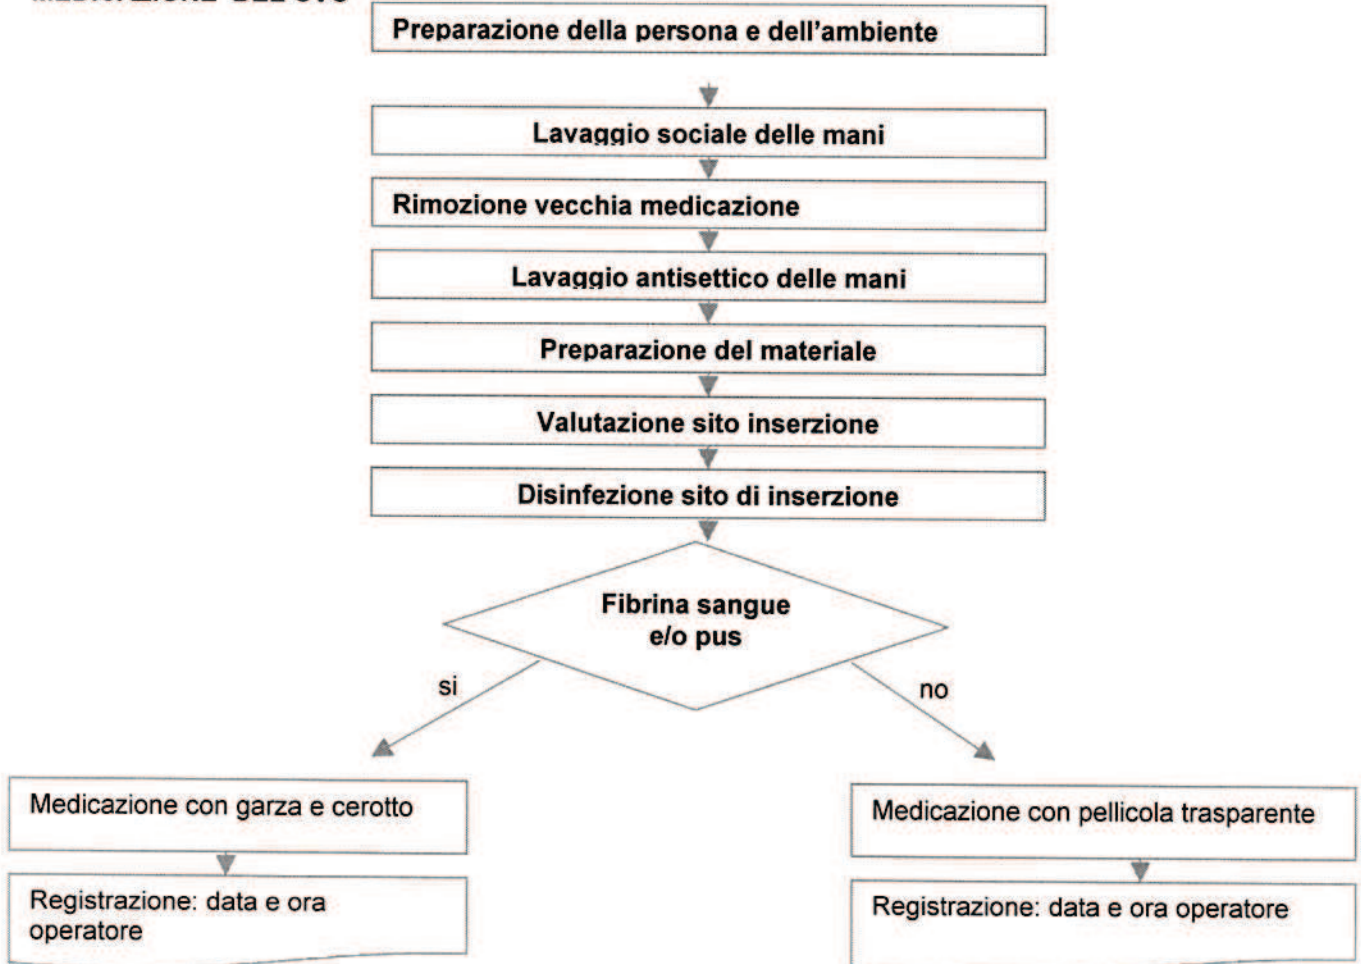 Preparazione della persona e dell'ambiente
Lavaggio sociale delle mani
Rimozione vecchia medicazione
Lavaggio antisettico delle mani
Preparazione del materiale
Valutazione sito inserzione
Disinfezione sito di inserzione
Fibrina sangue
e/o pus
si
no
Medicazione con garza e cerotto
Medicazione con pellicola trasparente
Registrazione: data e ora
operatore
Registrazione: data e ora operatore